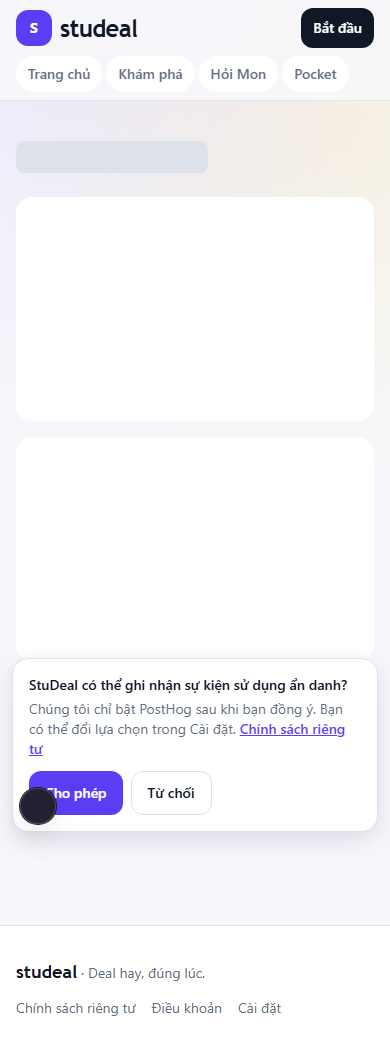 S studeal
Bắt đầu
Trang chủ
Khám phá
Hỏi Mon
Pocket
StuDeal có thể ghi nhận sự kiện sử dụng ẩn danh?
Chúng tôi chỉ bật PostHog sau khi bạn đồng ý. Bạn
có thể đổi lựa chọn trong Cài đặt. Chính sách riêng
tư
Cho phép
Từ chối
studeal · Deal hay, đúng lúc.
Chính sách riêng tư
Điều khoản
Cài đặt